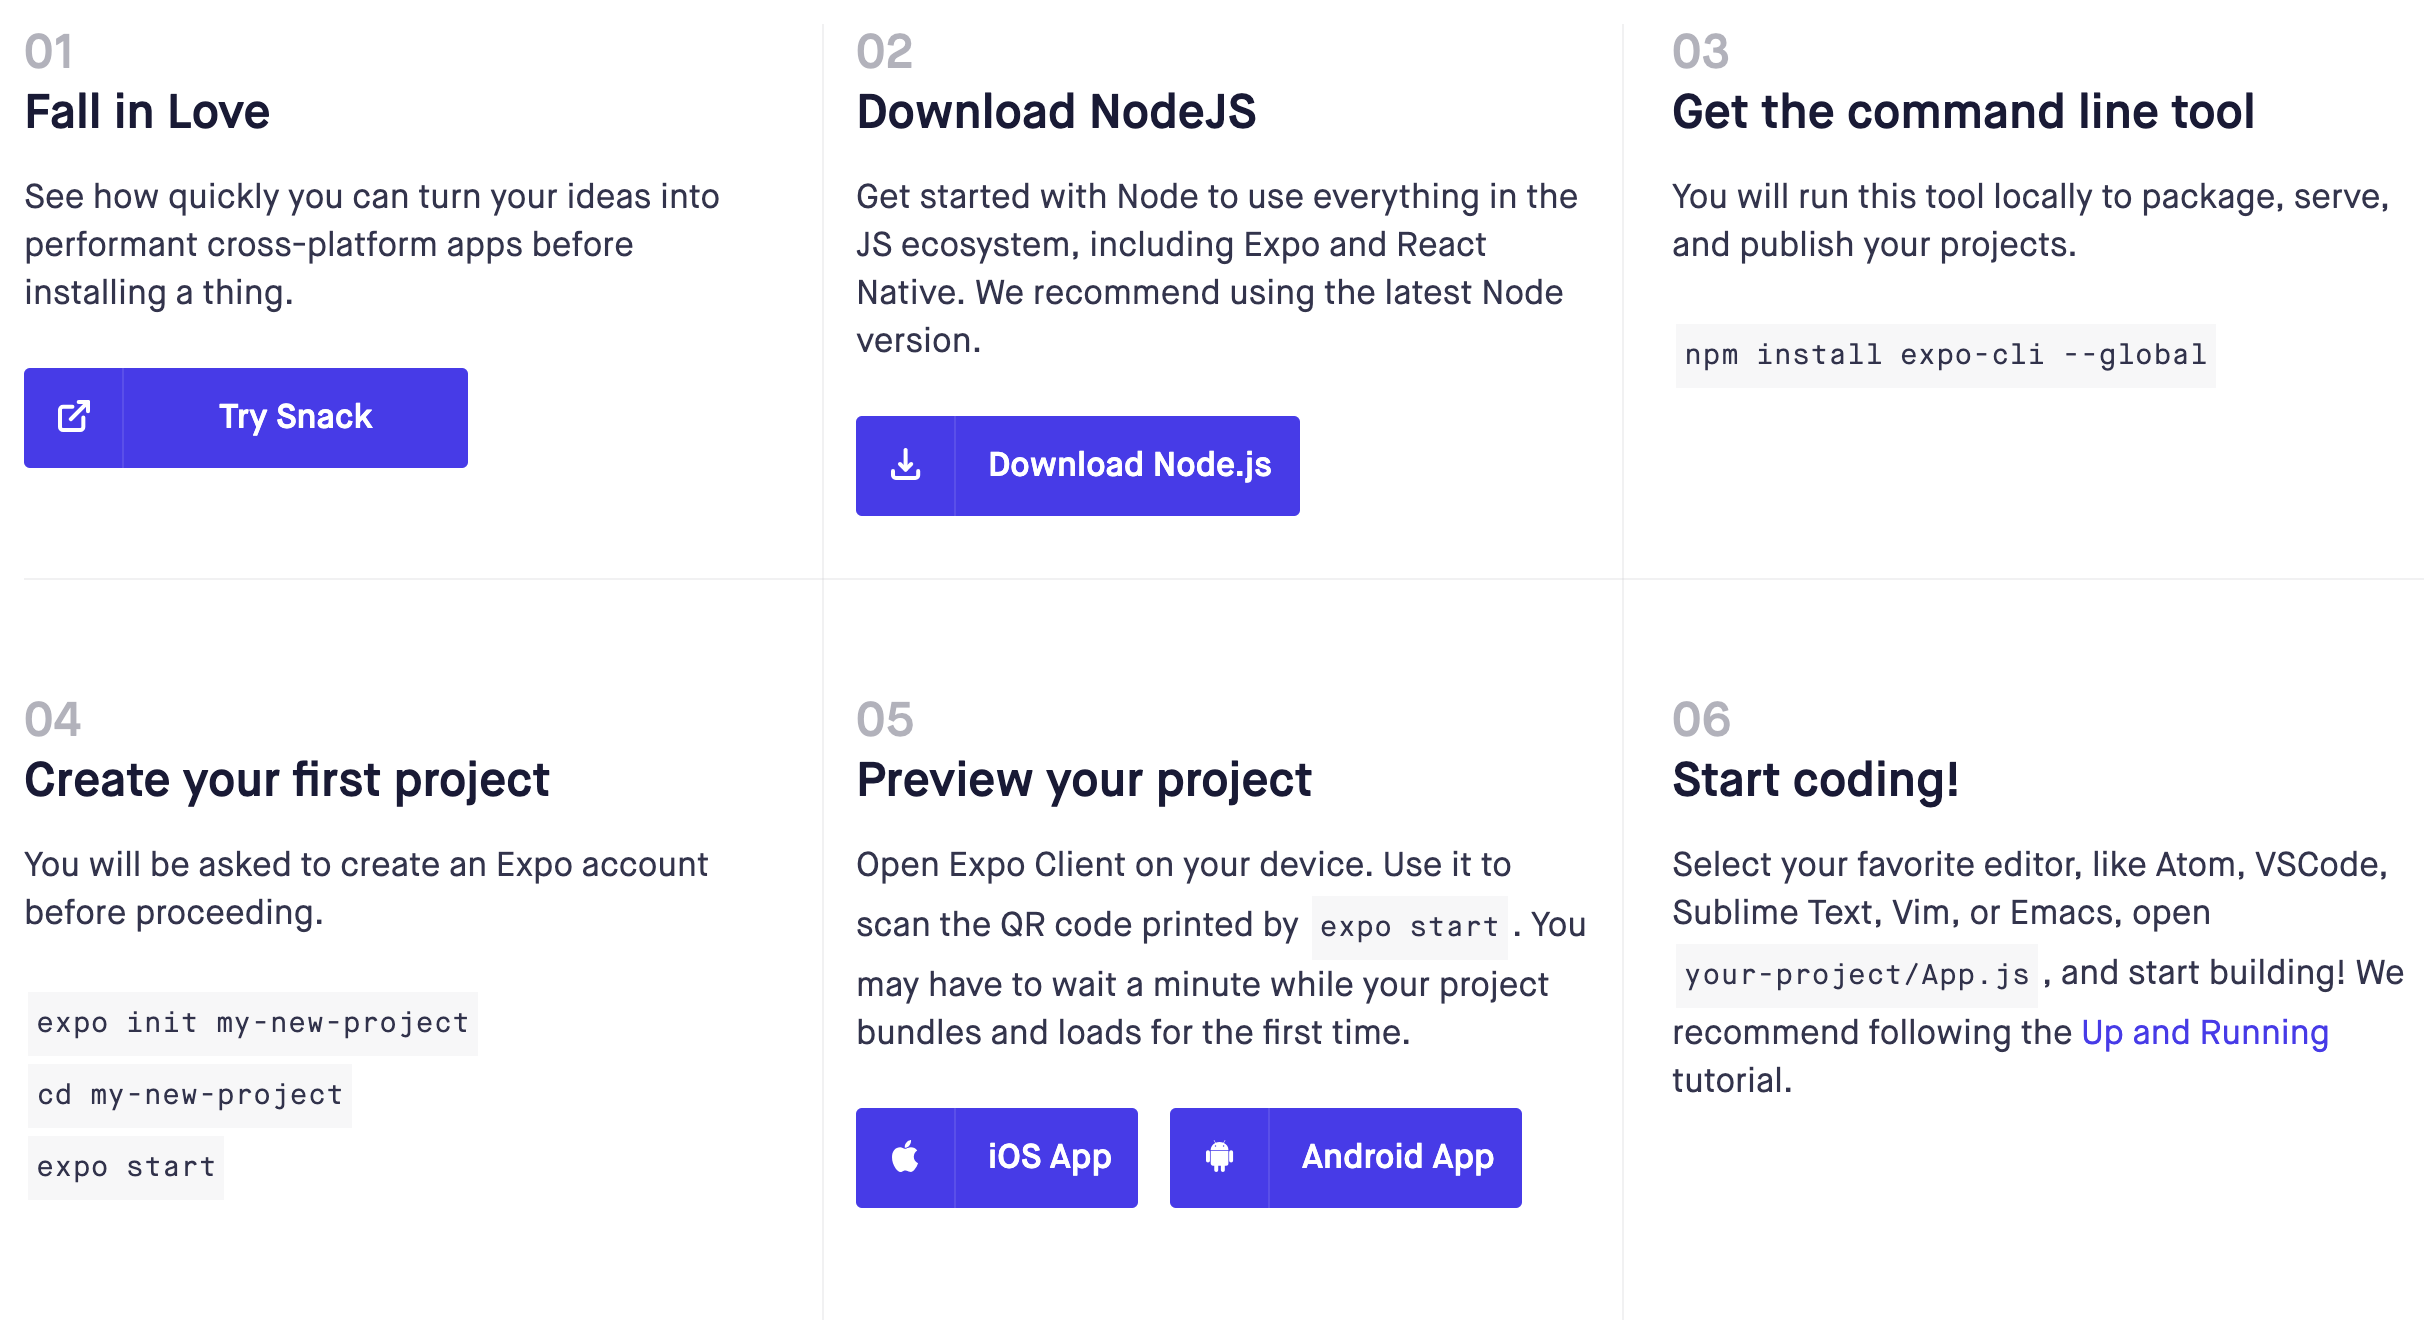 01
Fall in Love
See how quickly you can turn your ideas into
performant cross-platform apps before
installing a thing.
Try Snack
02
Download NodeJS
Get started with Node to use everything in the
JS ecosystem, including Expo and React
Native. We recommend using the latest Node
version.
Download Node.js
03
Get the command line tool
You will run this tool locally to package, serve,
and publish your projects.
npm install expo-cli --global
04
Create your first project
You will be asked to create an Expo account
before proceeding.
expo init my-new-project
cd my-new-project
expo start
05
Preview your project
Open Expo Client on your device. Use it to
scan the QR code printed by expo start. You
may have to wait a minute while your project
bundles and loads for the first time.
iOS App
Android App
06
Start coding!
Select your favorite editor, like Atom, VSCode,
Sublime Text, Vim, or Emacs, open
your-project/App.js, and start building! We
recommend following the Up and Running
tutorial.